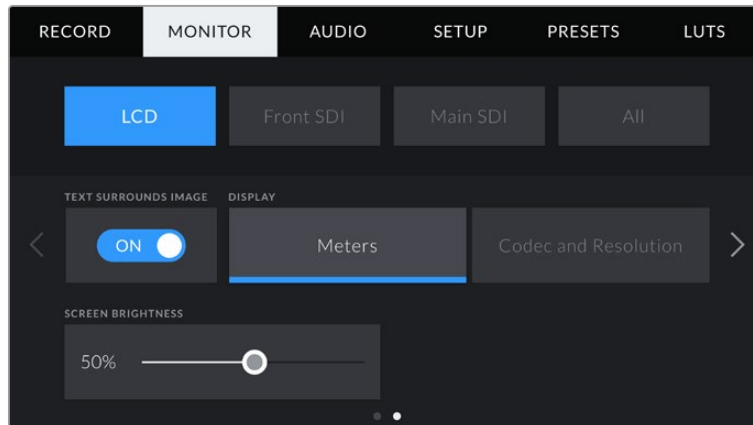 RECORD MONITOR AUDIO SETUP PRESETS LUTS
LCD Front SDI Main SDI All
TEXT SURROUNDS IMAGE DISPLAY
ON Meters Codec and Resolution
SCREEN BRIGHTNESS
50%